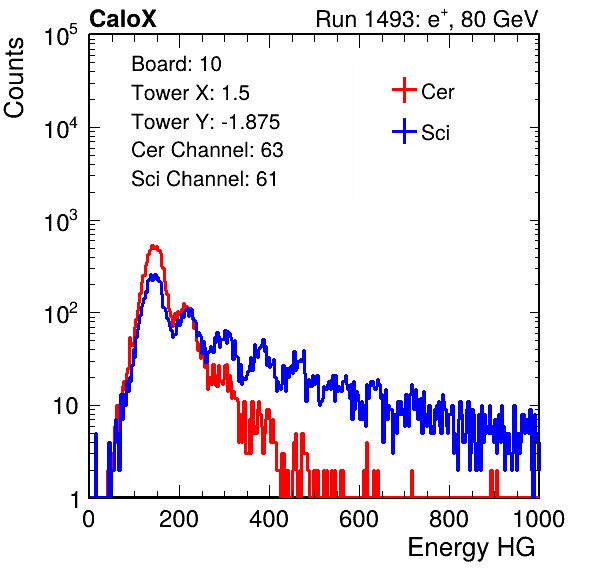 CaloX Run 1493: e⁺, 80 GeV
Counts
Board: 10
Tower X: 1.5
Tower Y: -1.875
Cer Channel: 63
Sci Channel: 61
Cer
Sci
10⁵
10⁴
10³
10²
10
1
0 200 400 600 800 1000
Energy HG